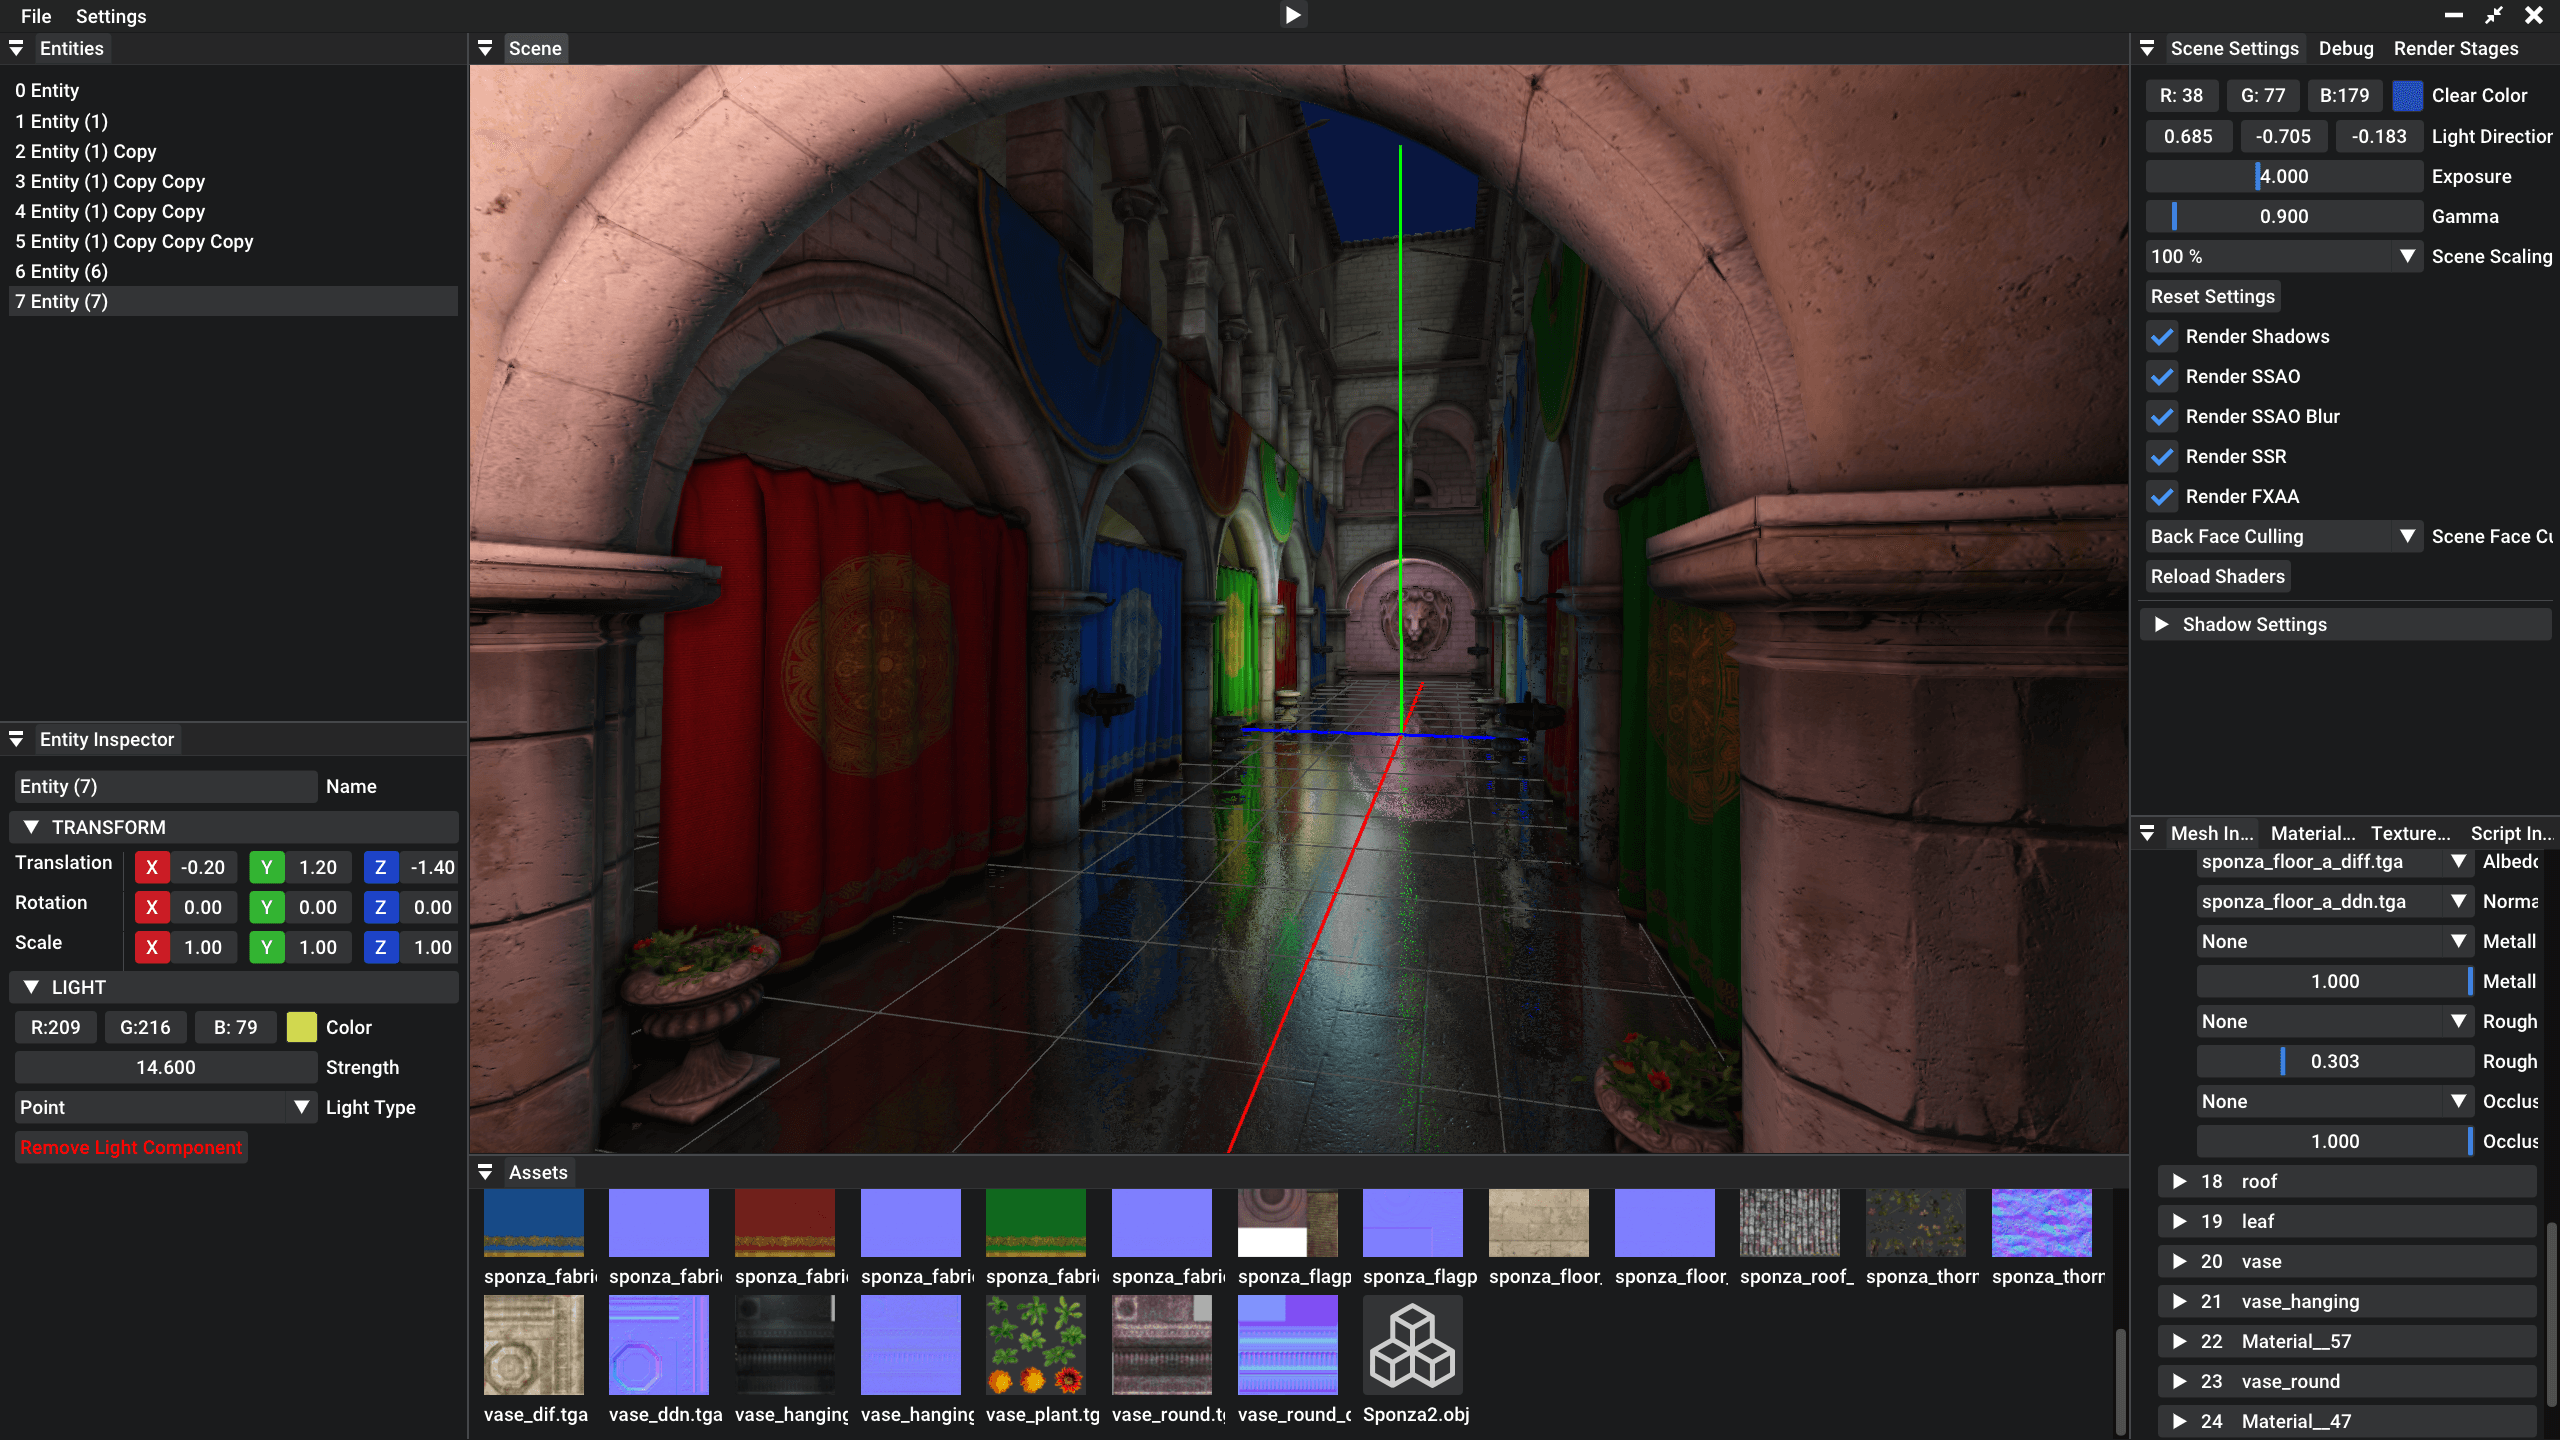 File Settings
Entities
0 Entity
1 Entity (1)
2 Entity (1) Copy
3 Entity (1) Copy Copy
4 Entity (1) Copy Copy
5 Entity (1) Copy Copy Copy
6 Entity (6)
7 Entity (7)
Entity Inspector
Entity (7) Name
TRANSFORM
Translation X -0.20 Y 1.20 Z -1.40
Rotation X 0.00 Y 0.00 Z 0.00
Scale X 1.00 Y 1.00 Z 1.00
LIGHT
R:209 G:216 B: 79 Color
14.600 Strength
Point Light Type
Remove Light Component
Scene
Assets
sponza_fabri sponza_fabri sponza_fabri sponza_fabri sponza_fabri sponza_fabri sponza_flagp sponza_flagp sponza_floor_ sponza_floor_ sponza_roof_ sponza_thorn sponza_thorn
vase_dif.tga vase_ddn.tga vase_hanging vase_hanging vase_plant.tg vase_round.t vase_round_d Sponza2.obj
Scene Settings Debug Render Stages
R: 38 G: 77 B:179 Clear Color
0.685 -0.705 -0.183 Light Direction
4.000 Exposure
0.900 Gamma
100 % Scene Scaling
Reset Settings
Render Shadows
Render SSAO
Render SSAO Blur
Render SSR
Render FXAA
Back Face Culling Scene Face Cu
Reload Shaders
Shadow Settings
Mesh In... Material... Texture... Script In...
sponza_floor_a_diff.tga Albedo
sponza_floor_a_ddn.tga Norma
None Metall
1.000 Metall
None Rough
0.303 Rough
None Occlus
1.000 Occlus
18 roof
19 leaf
20 vase
21 vase_hanging
22 Material__57
23 vase_round
24 Material__47